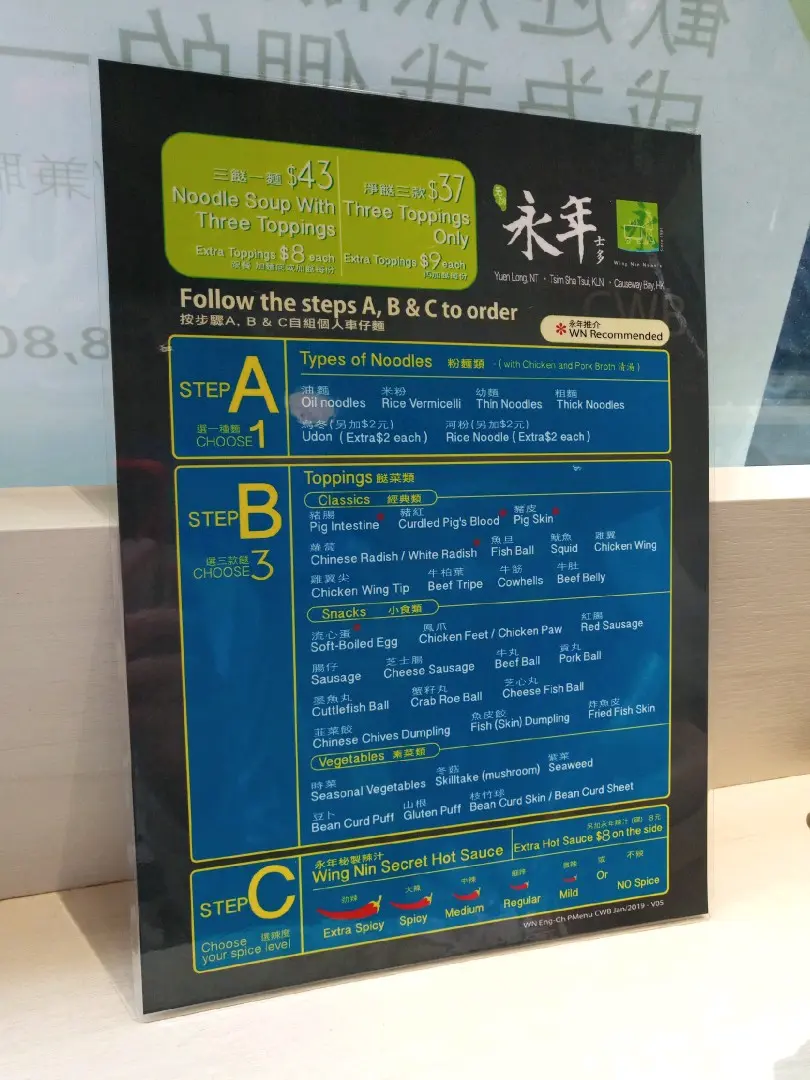 三餸一麵 $43
Noodle Soup With
Three Toppings
Extra Toppings $8 each
淨餸三款 $37
Three Toppings
Only
Extra Toppings $9 each
永年
士多
Wing Nin Noodle
Since 1981
Yuen Long, NT ・ Tsim Sha Tsui, KLN ・ Causeway Bay, HK
CWB
Follow the steps A, B & C to order
按步驟A, B & C自組個人車仔麵
* 永年推介
WN Recommended
STEP A
選一種麵
CHOOSE 1
Types of Noodles 粉麵類 - ( with Chicken and Pork Broth 清湯 )
油麵 米粉 幼麵 粗麵
Oil noodles Rice Vermicelli Thin Noodles Thick Noodles
烏冬(另加$2元) 河粉(另加$2元)
Udon ( Extra$2 each ) Rice Noodle ( Extra$2 each )
STEP B
選三款餸
CHOOSE 3
Toppings 餸菜類
Classics 經典類
豬腸 * 豬紅 * 豬皮 *
Pig Intestine Curdled Pig's Blood Pig Skin
蘿蔔 * 魚旦 魷魚 雞翼
Chinese Radish / White Radish Fish Ball Squid Chicken Wing
雞翼尖 牛柏葉 牛筋 牛肚
Chicken Wing Tip Beef Tripe Cowhells Beef Belly
Snacks 小食類
流心蛋 * 鳳爪 紅腸
Soft-Boiled Egg Chicken Feet / Chicken Paw Red Sausage
腸仔 芝士腸 牛丸 貢丸
Sausage Cheese Sausage Beef Ball Pork Ball
墨魚丸 蟹籽丸 芝心丸
Cuttlefish Ball Crab Roe Ball Cheese Fish Ball
韮菜餃 魚皮餃 炸魚皮
Chinese Chives Dumpling Fish (Skin) Dumpling Fried Fish Skin
Vegetables 素菜類
時菜 冬菇 紫菜
Seasonal Vegetables Skilltake (mushroom) Seaweed
豆卜 山根 枝竹球
Bean Curd Puff Gluten Puff Bean Curd Skin / Bean Curd Sheet
STEP C
Choose 選辣度
your spice level
永年秘製辣汁
Wing Nin Secret Hot Sauce
另加永年辣汁 8元
Extra Hot Sauce $8 on the side
勁辣 大辣 中辣 微辣 或 不辣
Extra Spicy Spicy Medium Regular Mild Or NO Spice
WN Eng-Ch PMenu CWB Jan/2019 - V05